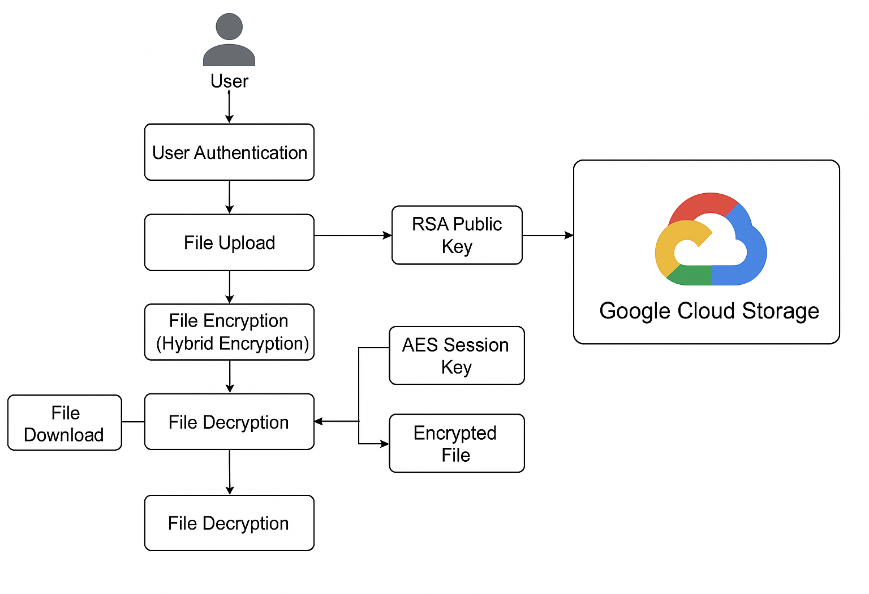 User
User Authentication
File Upload
RSA Public
Key
Google Cloud Storage
File Encryption
(Hybrid Encryption)
AES Session
Key
File
Download
File Decryption
Encrypted
File
File Decryption